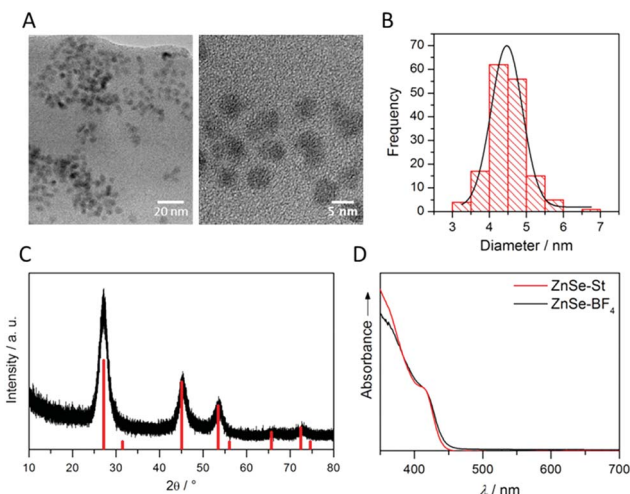 A
20 nm
5 nm
B
Frequency
70
60
50
40
30
20
10
0
3 4 5 6 7
Diameter / nm
C
Intensity / a. u.
10 20 30 40 50 60 70 80
2θ / °
D
Absorbance
ZnSe-St
ZnSe-BF₄
400 500 600 700
λ / nm